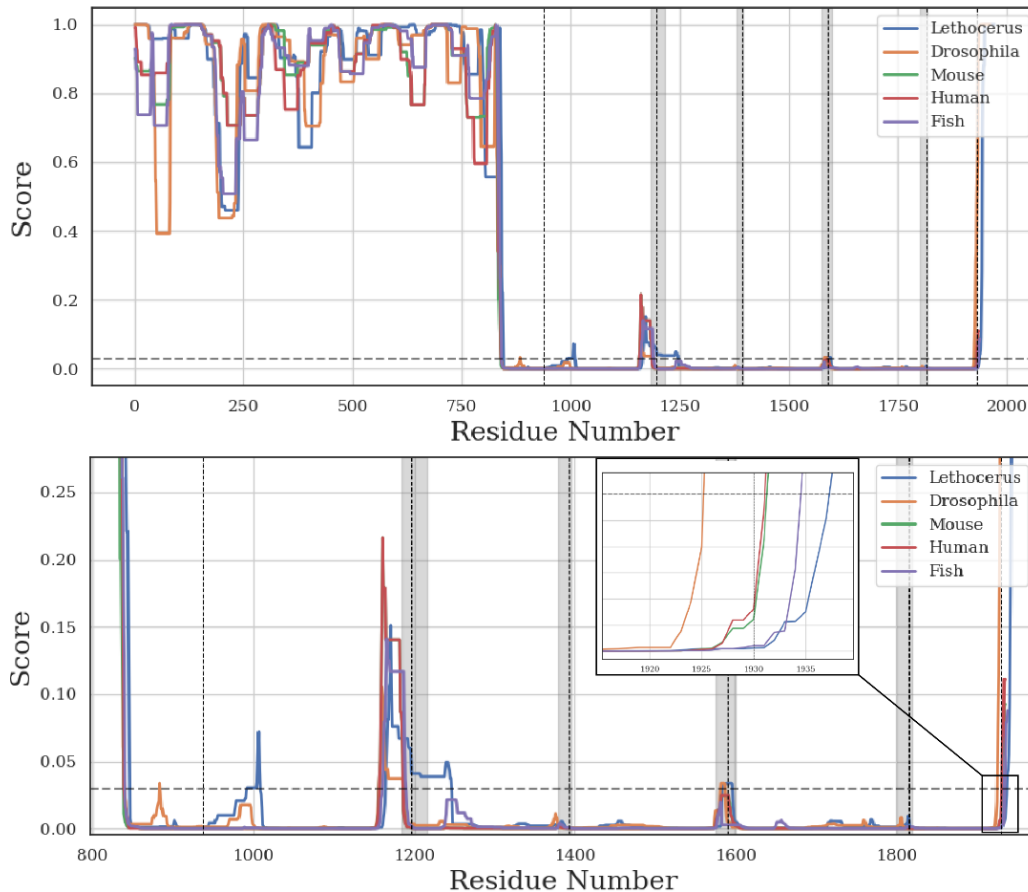 1.0
0.8
0.6
0.4
0.2
0.0
Score
Lethocerus
Drosophila
Mouse
Human
Fish
0 250 500 750 1000 1250 1500 1750 2000
Residue Number
0.25
0.20
0.15
0.10
0.05
0.00
Score
1920 1925 1930 1935
Lethocerus
Drosophila
Mouse
Human
Fish
800 1000 1200 1400 1600 1800
Residue Number